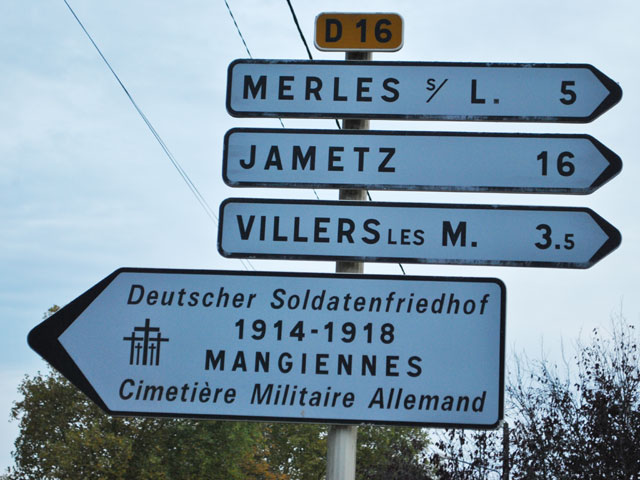 D 16
MERLES s/ L. 5
JAMETZ 16
VILLERS LES M. 3.5
Deutscher Soldatenfriedhof
1914-1918
MANGIENNES
Cimetière Militaire Allemand